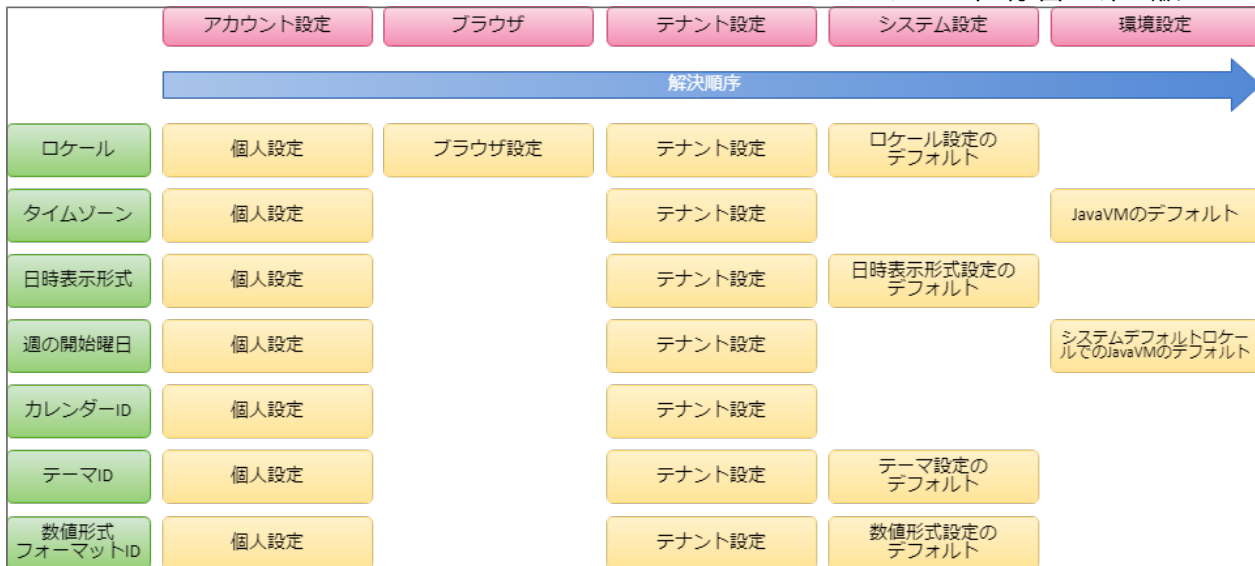 アカウント設定
ブラウザ
テナント設定
システム設定
環境設定
解決順序
ロケール
個人設定
ブラウザ設定
テナント設定
ロケール設定の
デフォルト
タイムゾーン
個人設定
テナント設定
JavaVMのデフォルト
日時表示形式
個人設定
テナント設定
日時表示形式設定の
デフォルト
週の開始曜日
個人設定
テナント設定
システムデフォルトロケー
ルでのJavaVMのデフォルト
カレンダーID
個人設定
テナント設定
テーマID
個人設定
テナント設定
テーマ設定の
デフォルト
数値形式
フォーマットID
個人設定
テナント設定
数値形式設定の
デフォルト